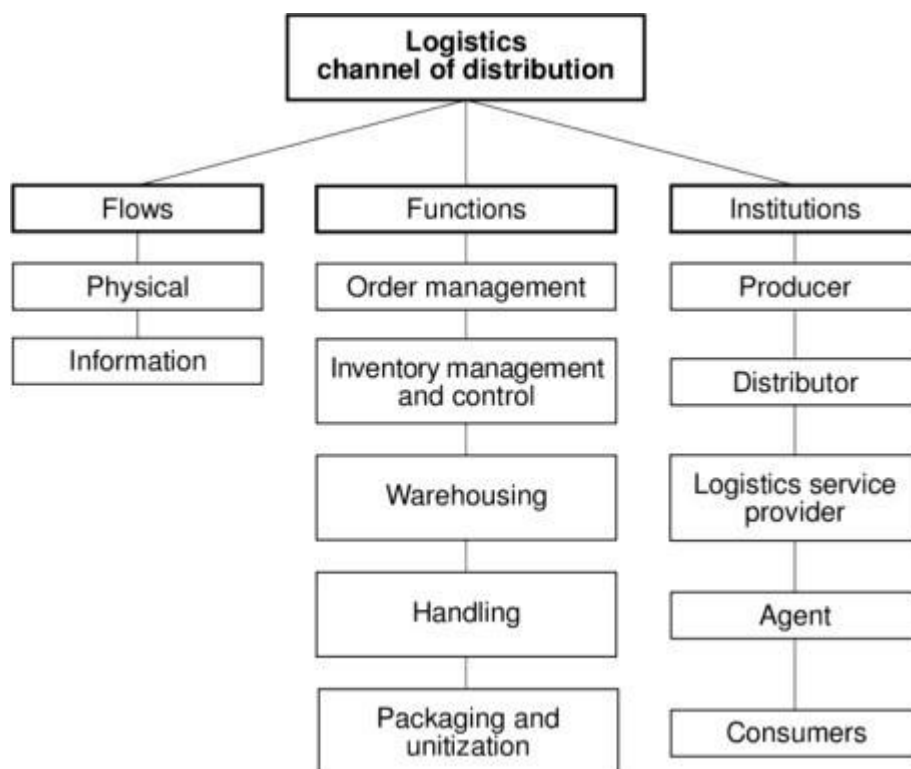 Logistics
channel of distribution
Flows
Functions
Institutions
Physical
Order management
Producer
Information
Inventory management
and control
Distributor
Warehousing
Logistics service
provider
Handling
Agent
Packaging and
unitization
Consumers